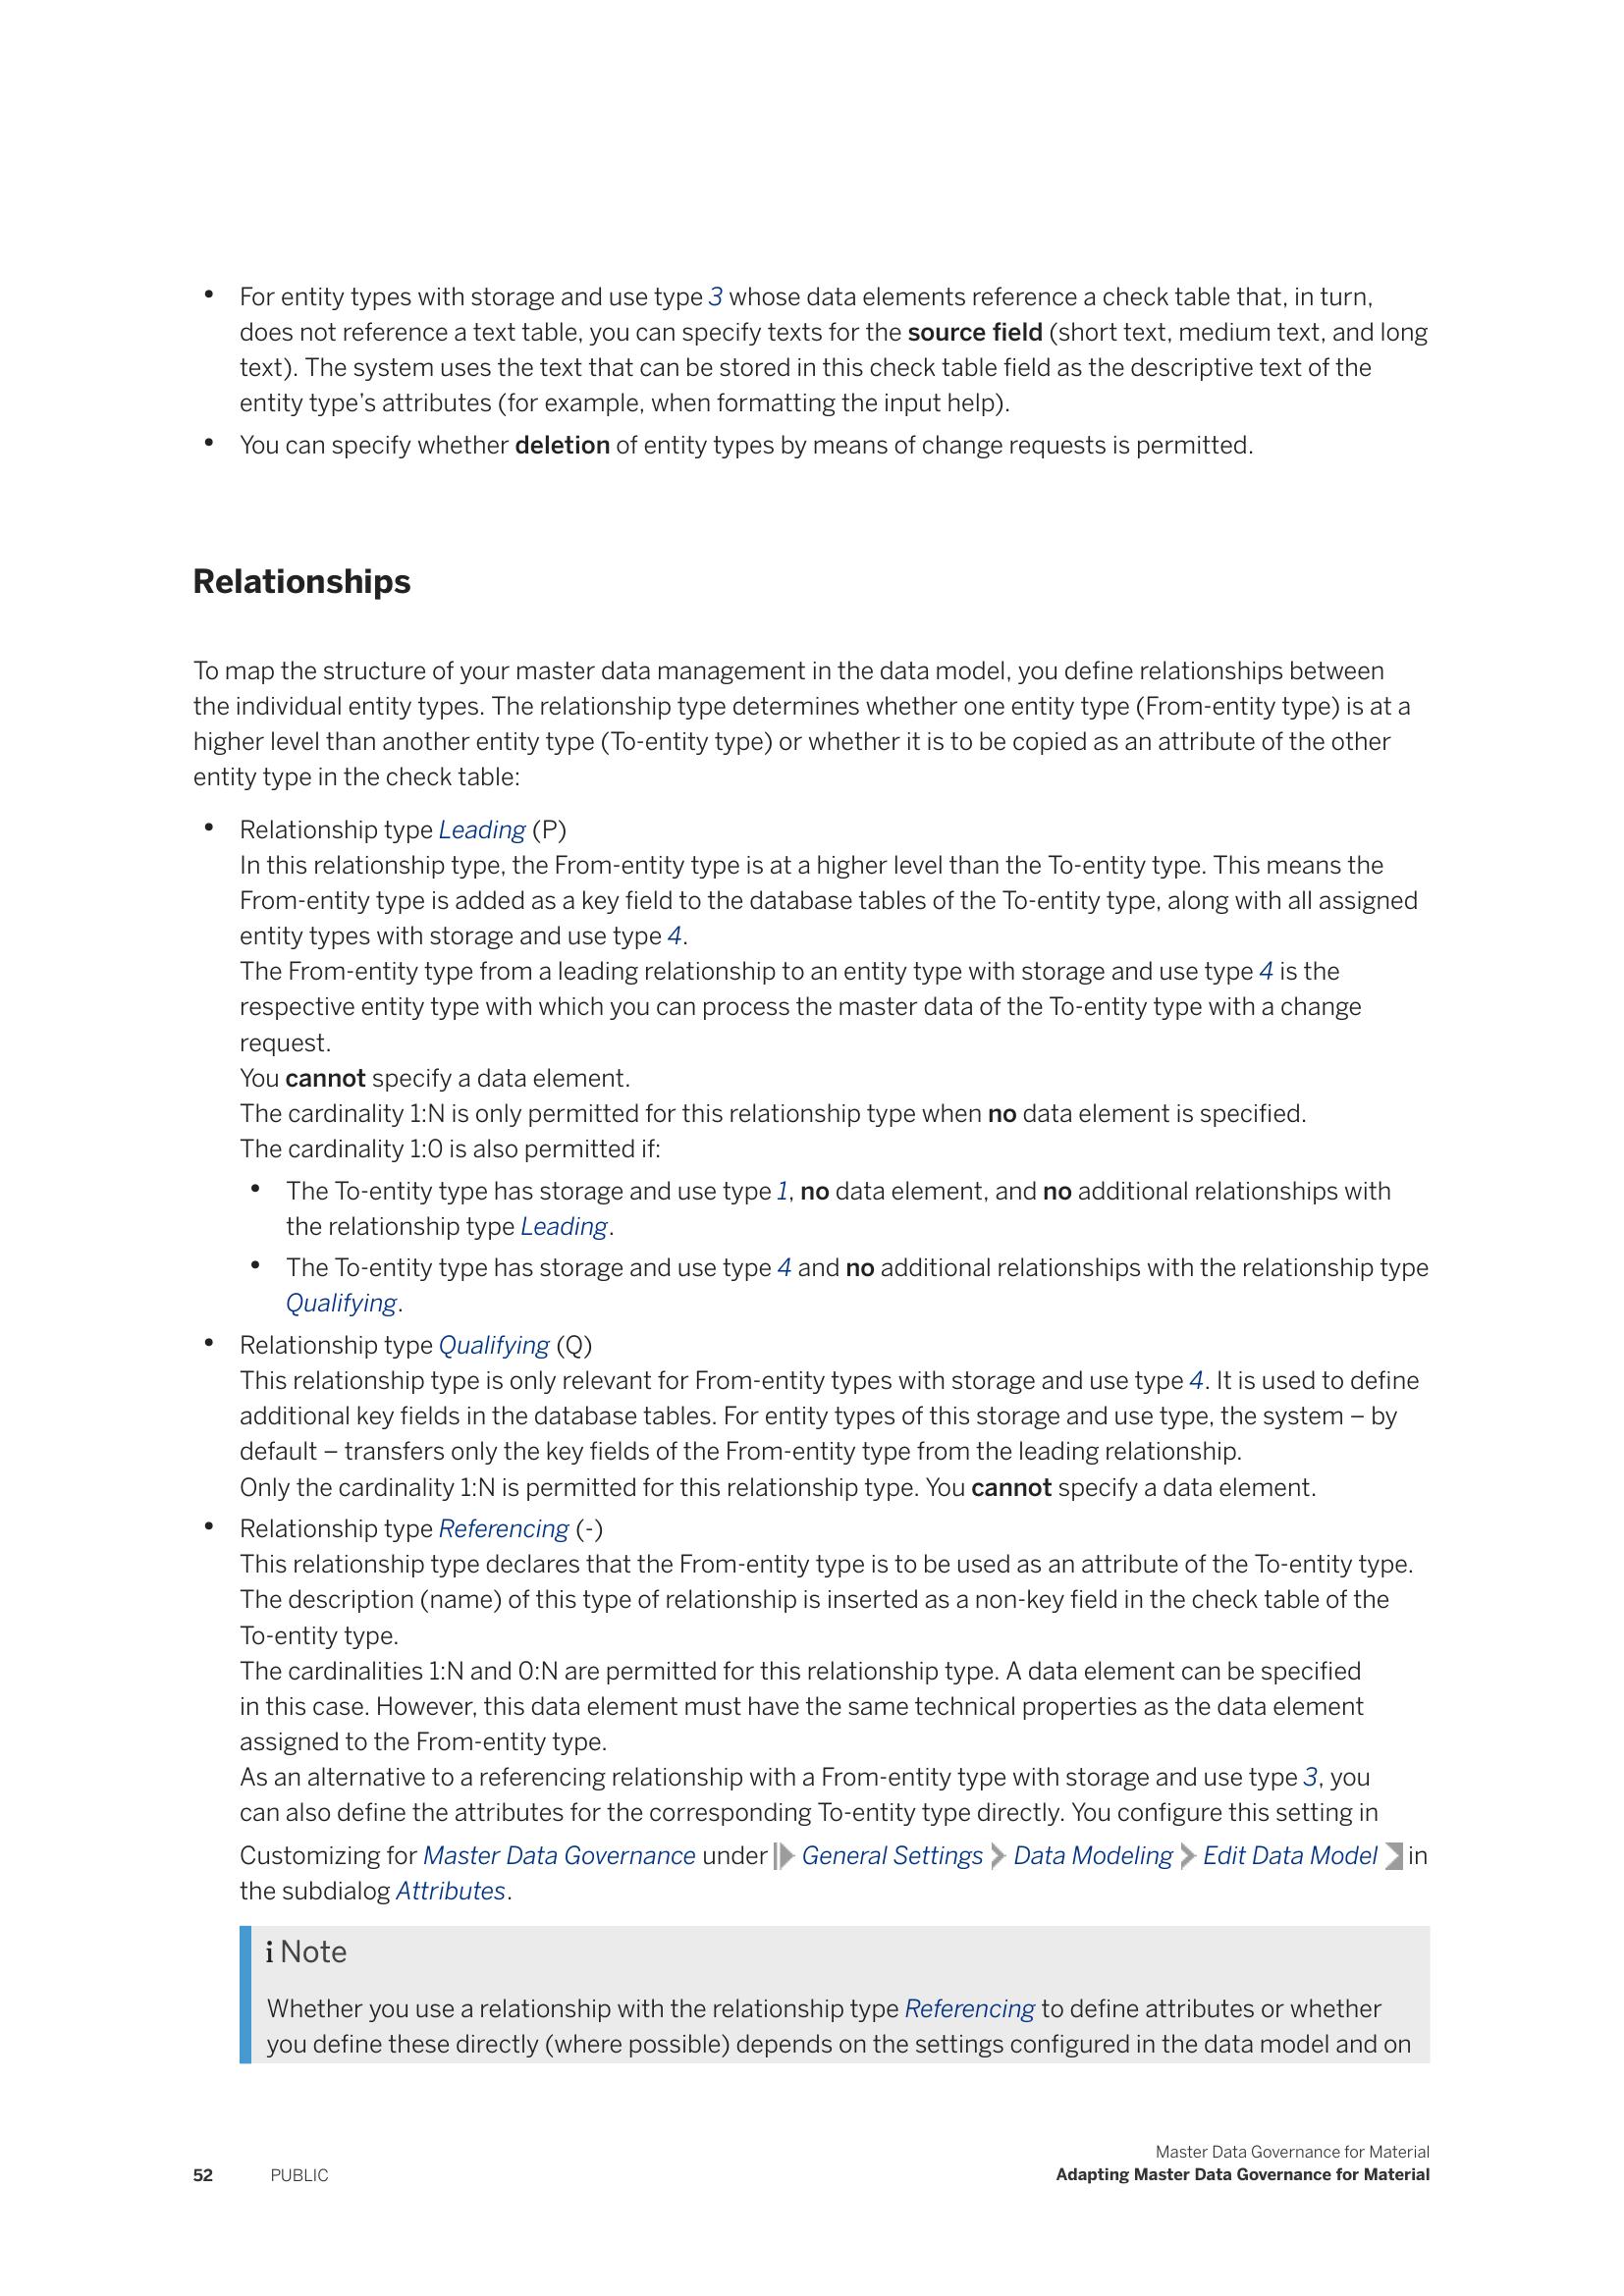 • For entity types with storage and use type 3 whose data elements reference a check table that, in turn,
does not reference a text table, you can specify texts for the source field (short text, medium text, and long
text). The system uses the text that can be stored in this check table field as the descriptive text of the
entity type's attributes (for example, when formatting the input help).
• You can specify whether deletion of entity types by means of change requests is permitted.
Relationships
To map the structure of your master data management in the data model, you define relationships between
the individual entity types. The relationship type determines whether one entity type (From-entity type) is at a
higher level than another entity type (To-entity type) or whether it is to be copied as an attribute of the other
entity type in the check table:
• Relationship type Leading (P)
In this relationship type, the From-entity type is at a higher level than the To-entity type. This means the
From-entity type is added as a key field to the database tables of the To-entity type, along with all assigned
entity types with storage and use type 4.
The From-entity type from a leading relationship to an entity type with storage and use type 4 is the
respective entity type with which you can process the master data of the To-entity type with a change
request.
You cannot specify a data element.
The cardinality 1:N is only permitted for this relationship type when no data element is specified.
The cardinality 1:0 is also permitted if:
• The To-entity type has storage and use type 1, no data element, and no additional relationships with
the relationship type Leading.
• The To-entity type has storage and use type 4 and no additional relationships with the relationship type
Qualifying.
• Relationship type Qualifying (Q)
This relationship type is only relevant for From-entity types with storage and use type 4. It is used to define
additional key fields in the database tables. For entity types of this storage and use type, the system – by
default – transfers only the key fields of the From-entity type from the leading relationship.
Only the cardinality 1:N is permitted for this relationship type. You cannot specify a data element.
• Relationship type Referencing (-)
This relationship type declares that the From-entity type is to be used as an attribute of the To-entity type.
The description (name) of this type of relationship is inserted as a non-key field in the check table of the
To-entity type.
The cardinalities 1:N and 0:N are permitted for this relationship type. A data element can be specified
in this case. However, this data element must have the same technical properties as the data element
assigned to the From-entity type.
As an alternative to a referencing relationship with a From-entity type with storage and use type 3, you
can also define the attributes for the corresponding To-entity type directly. You configure this setting in
Customizing for Master Data Governance under General Settings Data Modeling Edit Data Model in
the subdialog Attributes.
i Note
Whether you use a relationship with the relationship type Referencing to define attributes or whether
you define these directly (where possible) depends on the settings configured in the data model and on
Master Data Governance for Material
52 PUBLIC Adapting Master Data Governance for Material